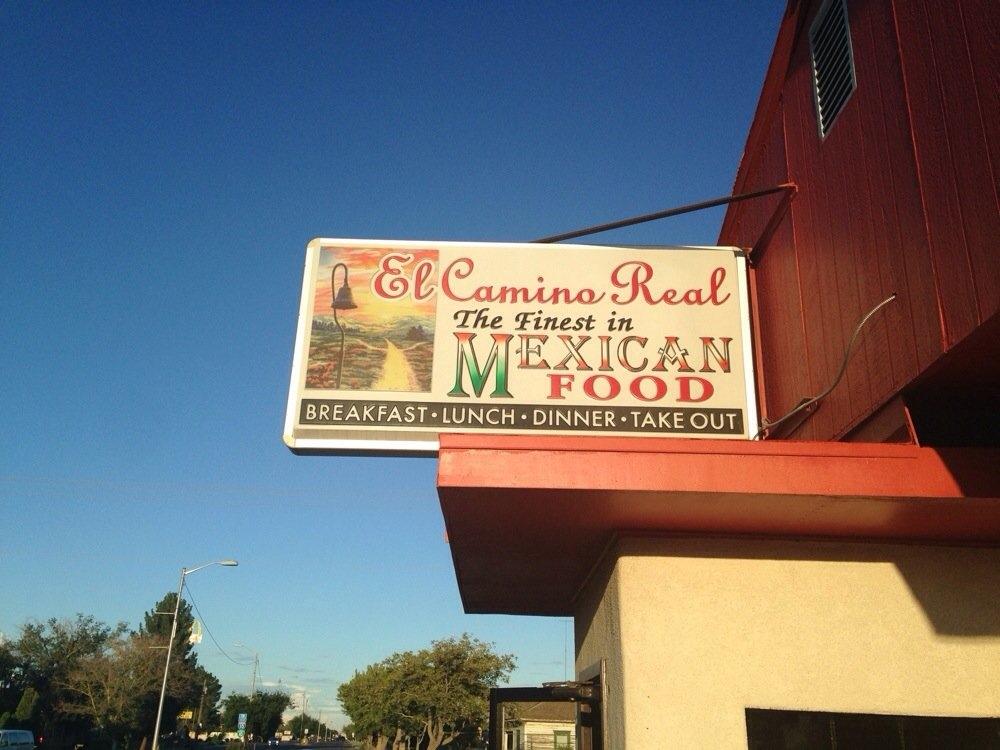 El Camino Real
The Finest in
MEXICAN
FOOD
BREAKFAST • LUNCH • DINNER • TAKE OUT